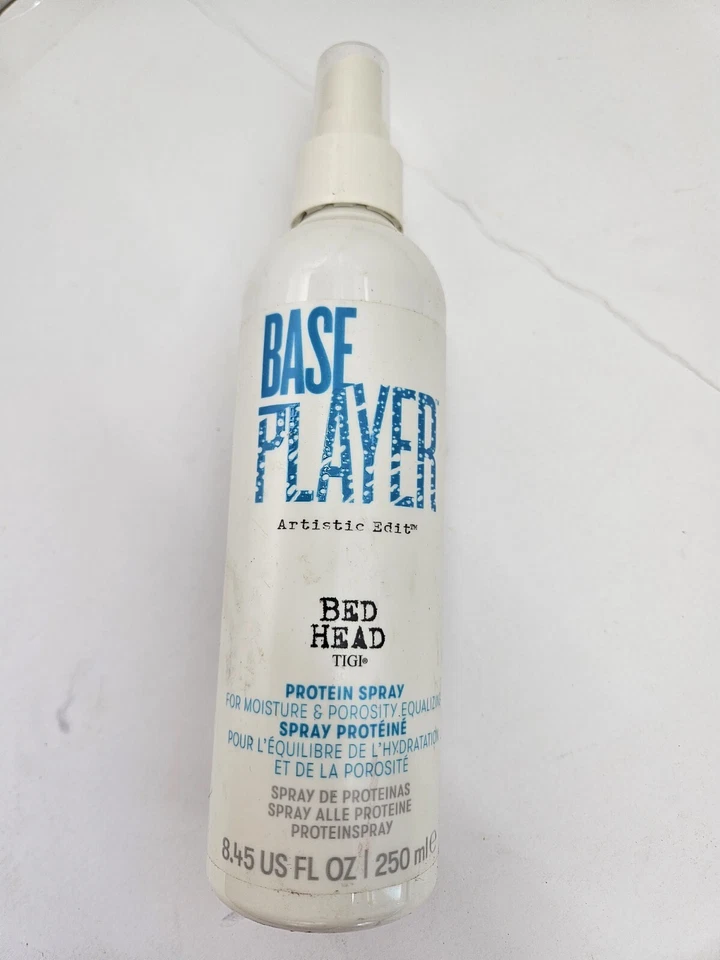 BASE
PLAYER™
Artistic Edit™
BED
HEAD
TIGI®
PROTEIN SPRAY
FOR MOISTURE & POROSITY EQUALIZING
SPRAY PROTÉINÉ
POUR L'ÉQUILIBRE DE L'HYDRATATION
ET DE LA POROSITÉ
SPRAY DE PROTEINAS
SPRAY ALLE PROTEINE
PROTEINSPRAY
8.45 US FL OZ | 250 ml e